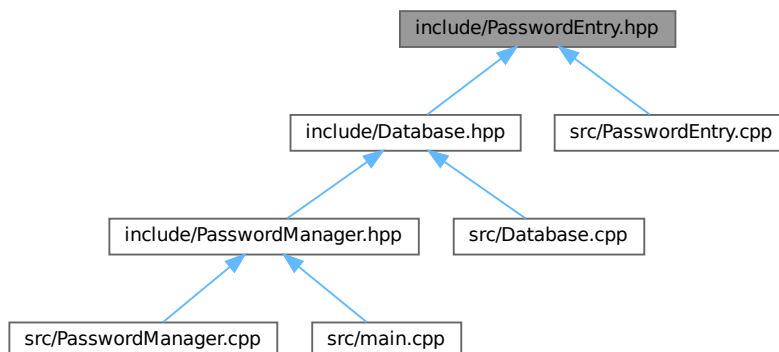 include/PasswordEntry.hpp
include/Database.hpp
src/PasswordEntry.cpp
include/PasswordManager.hpp
src/Database.cpp
src/PasswordManager.cpp
src/main.cpp